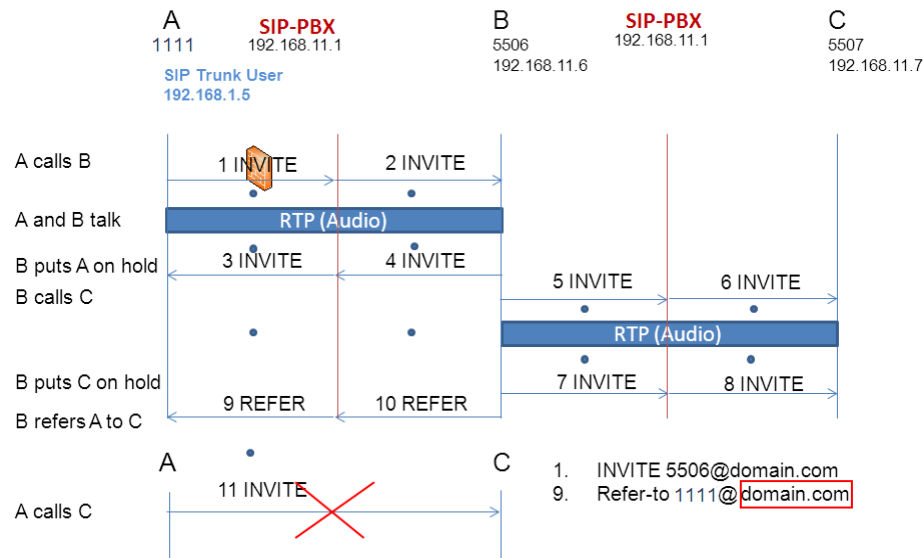 A
SIP-PBX
B
SIP-PBX
C
1111
192.168.11.1
5506
192.168.11.1
5507
192.168.11.6
192.168.11.7
SIP Trunk User
192.168.1.5
A calls B
1 INVITE
2 INVITE
A and B talk
RTP (Audio)
B puts A on hold
3 INVITE
4 INVITE
B calls C
5 INVITE
6 INVITE
RTP (Audio)
B puts C on hold
7 INVITE
8 INVITE
B refers A to C
9 REFER
10 REFER
A
C
1. INVITE 5506@domain.com
9. Refer-to 1111@domain.com
11 INVITE
A calls C